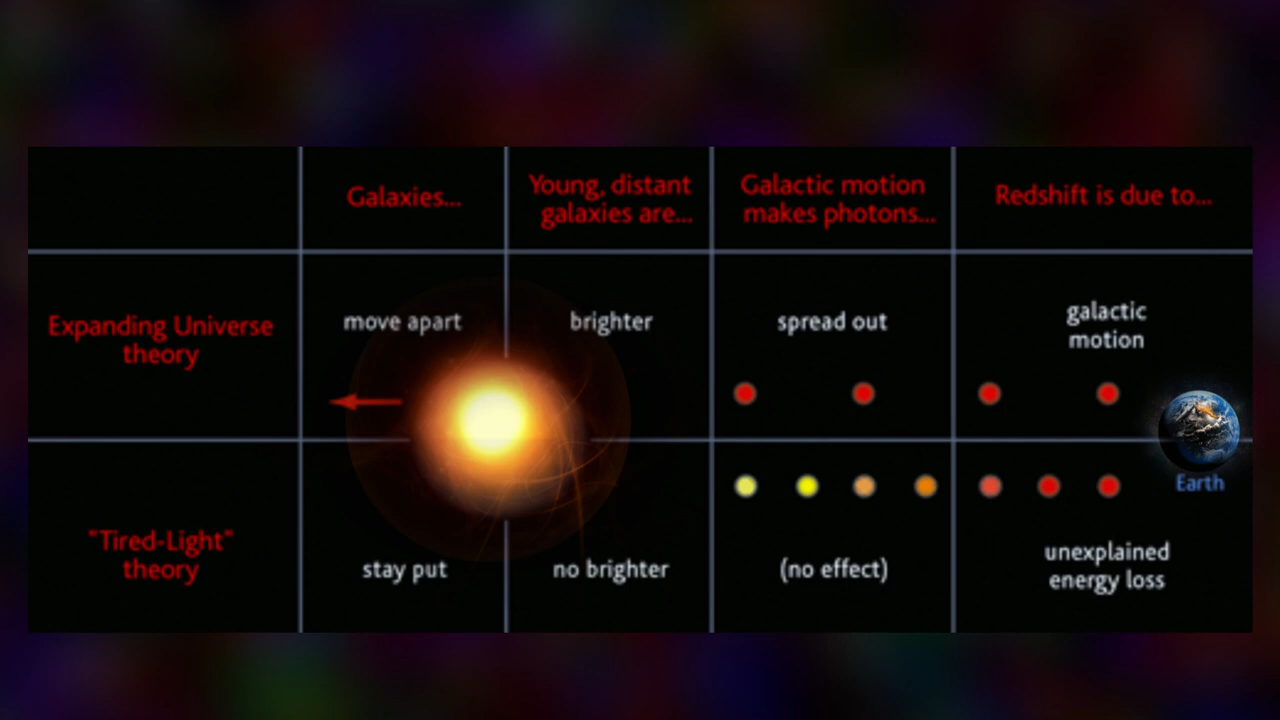 Galaxies...
Young, distant
galaxies are...
Galactic motion
makes photons...
Redshift is due to...
Expanding Universe
theory
move apart
brighter
spread out
galactic
motion
Earth
"Tired-Light"
theory
stay put
no brighter
(no effect)
unexplained
energy loss